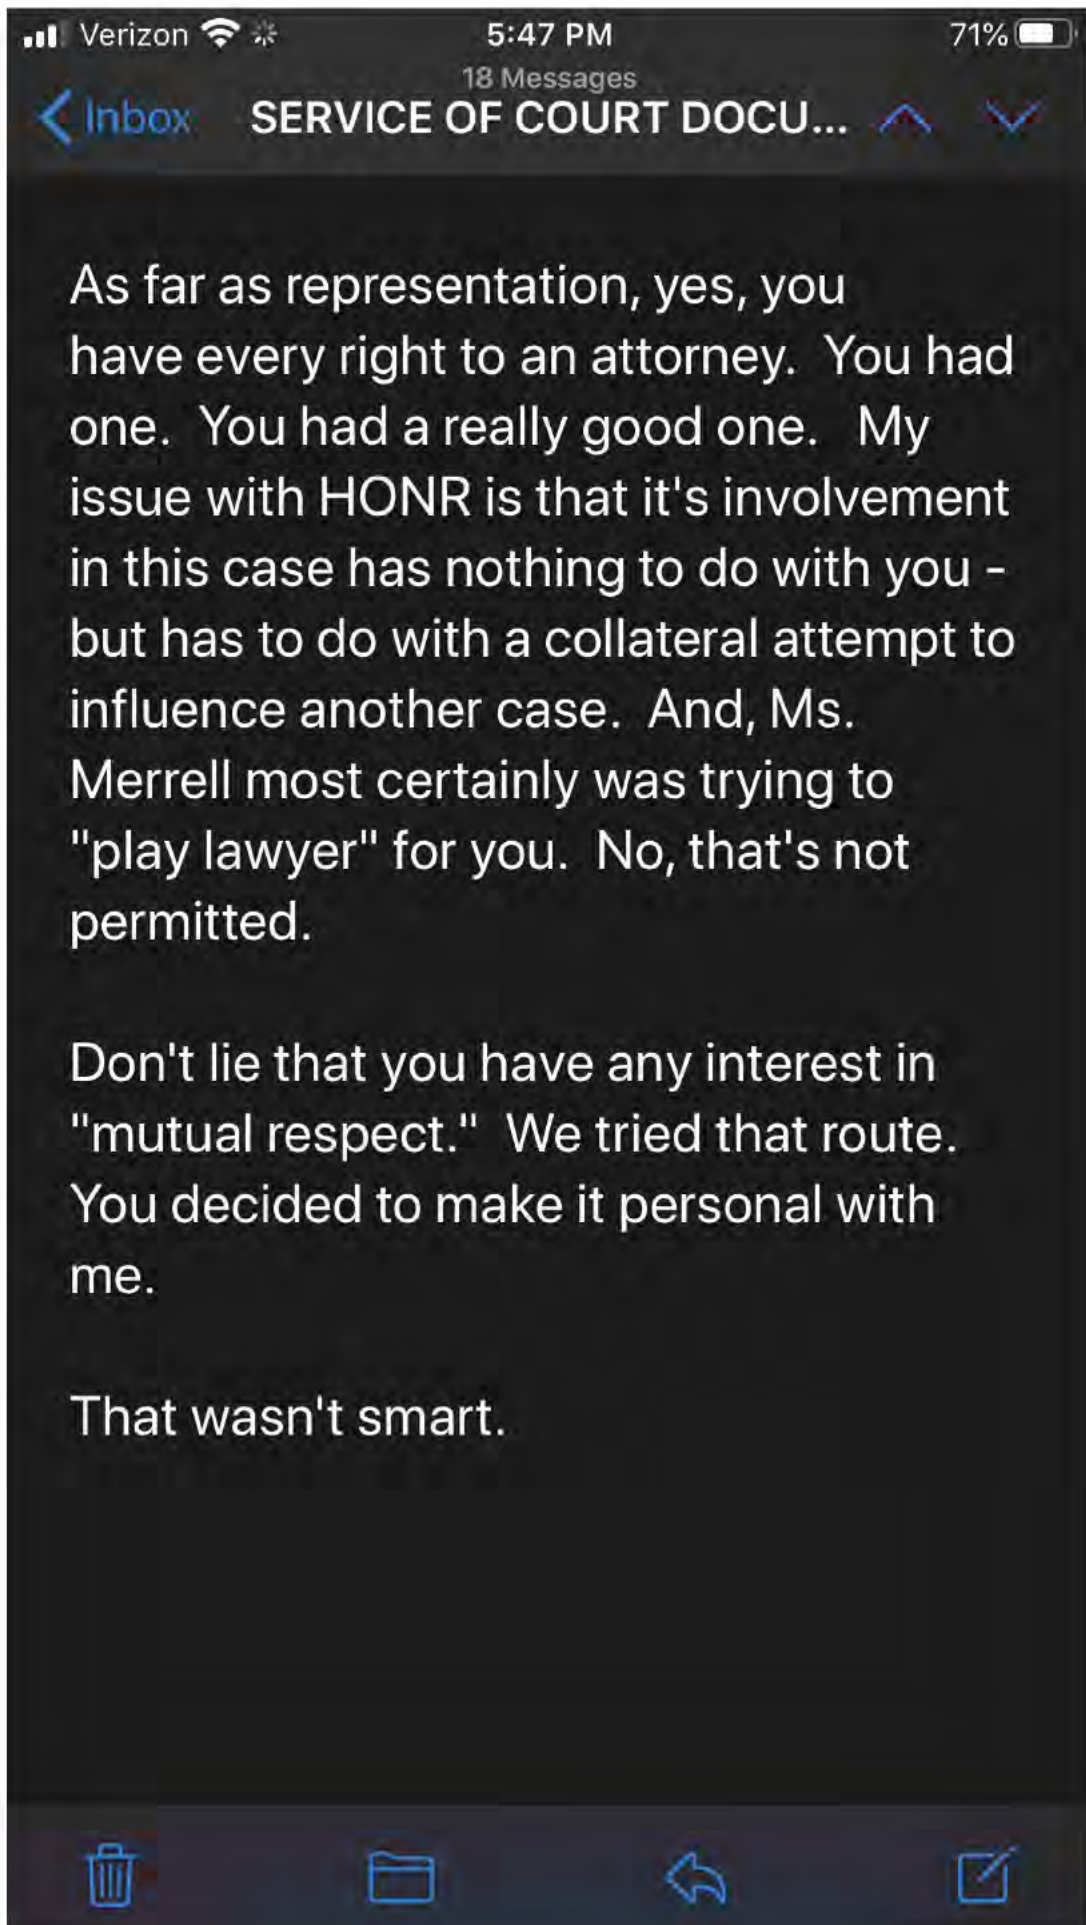 Verizon 5:47 PM 71%
18 Messages
Inbox SERVICE OF COURT DOCU...
As far as representation, yes, you
have every right to an attorney.  You had
one.  You had a really good one.   My
issue with HONR is that it's involvement
in this case has nothing to do with you -
but has to do with a collateral attempt to
influence another case.  And, Ms.
Merrell most certainly was trying to
"play lawyer" for you.  No, that's not
permitted.
Don't lie that you have any interest in
"mutual respect."  We tried that route.
You decided to make it personal with
me.
That wasn't smart.